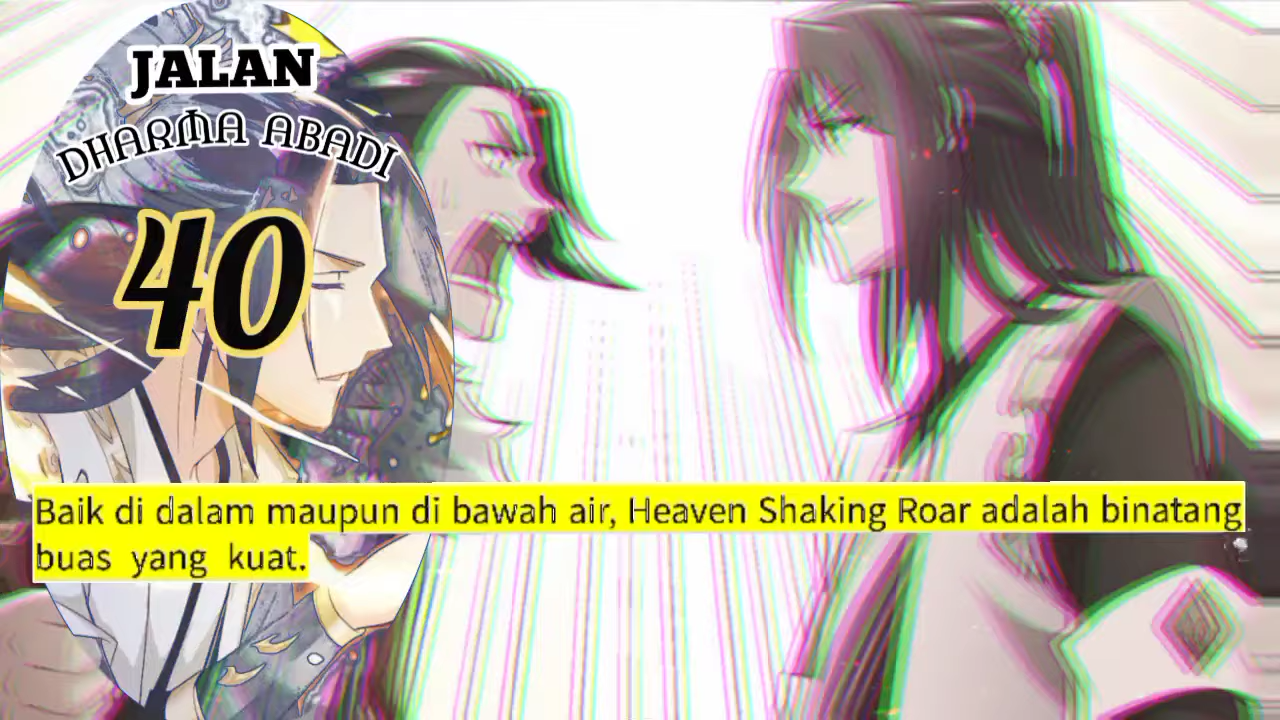 JALAN
DHARMA ABADI
40
Baik di dalam maupun di bawah air, Heaven Shaking Roar adalah binatang
buas yang kuat.